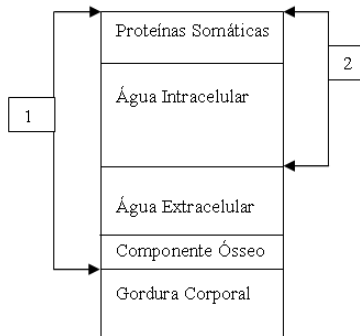 Proteínas Somáticas
2
Água Intracelular
1
Água Extracelular
Componente Ósseo
Gordura Corporal